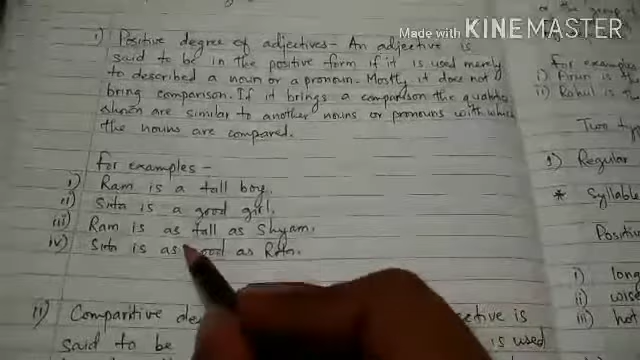 Made with KINEMASTER
i) Positive degree of adjectives - An adjective is
said to be in the positive form if it is used merely
to described a noun or a pronoun. Mostly it does not
bring comparison. If it brings a comparison the qualities
shown are similar to another nouns or pronouns with which
the nouns are compared.
for examples -
i) Ram is a tall boy.
ii) Sita is a good girl.
iii) Ram is as tall as Shyam.
iv) Sita is as good as Rita.
ii) Comparitive de
ective is
said to be
is used
for examples
i) Arun is
ii) Rahul is
Two
1) Regular
* Syllable
Positi
i) long
ii) wise
iii) hot